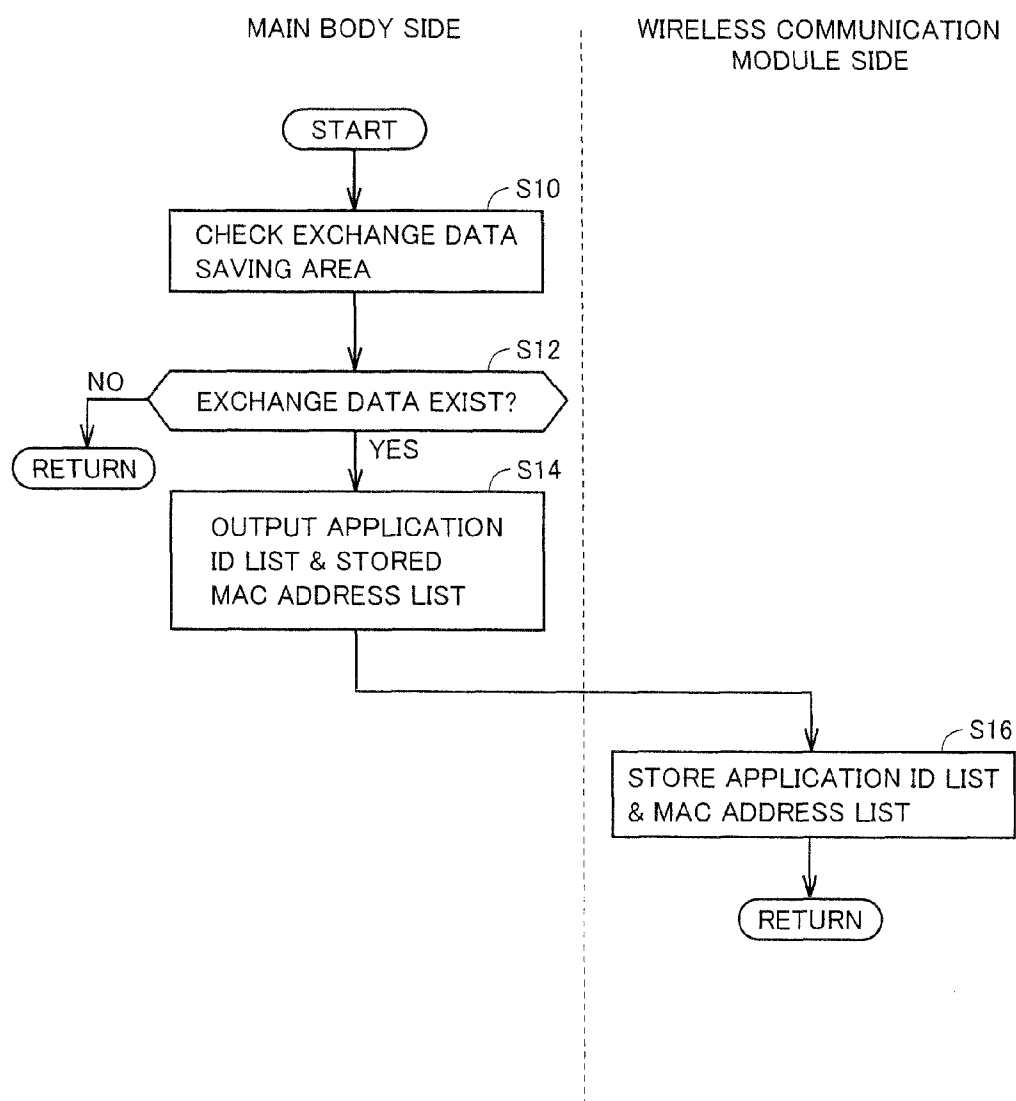 MAIN BODY SIDE
WIRELESS COMMUNICATION
MODULE SIDE
START
S10
CHECK EXCHANGE DATA
SAVING AREA
S12
NO
EXCHANGE DATA EXIST?
RETURN
YES
S14
OUTPUT APPLICATION
ID LIST & STORED
MAC ADDRESS LIST
S16
STORE APPLICATION ID LIST
& MAC ADDRESS LIST
RETURN